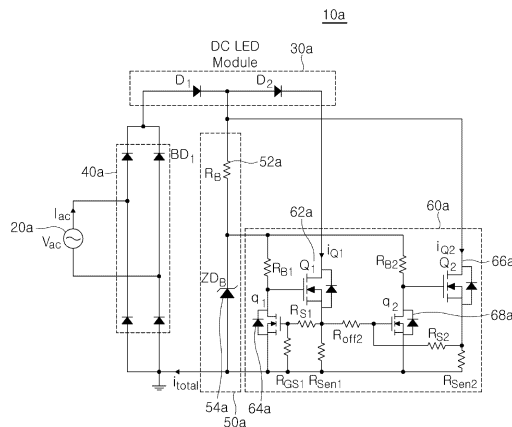 10a
DC LED
Module
30a
D1 D2
40a
BD1
RB
52a
20a
Iac
Vac
62a
60a
iQ1
iQ2
Q1
Q2
66a
RB1
RB2
ZDB
q1
q2
RS1
Roff2
68a
RS2
RGS1
RSen1
RSen2
itotal
54a
64a
50a